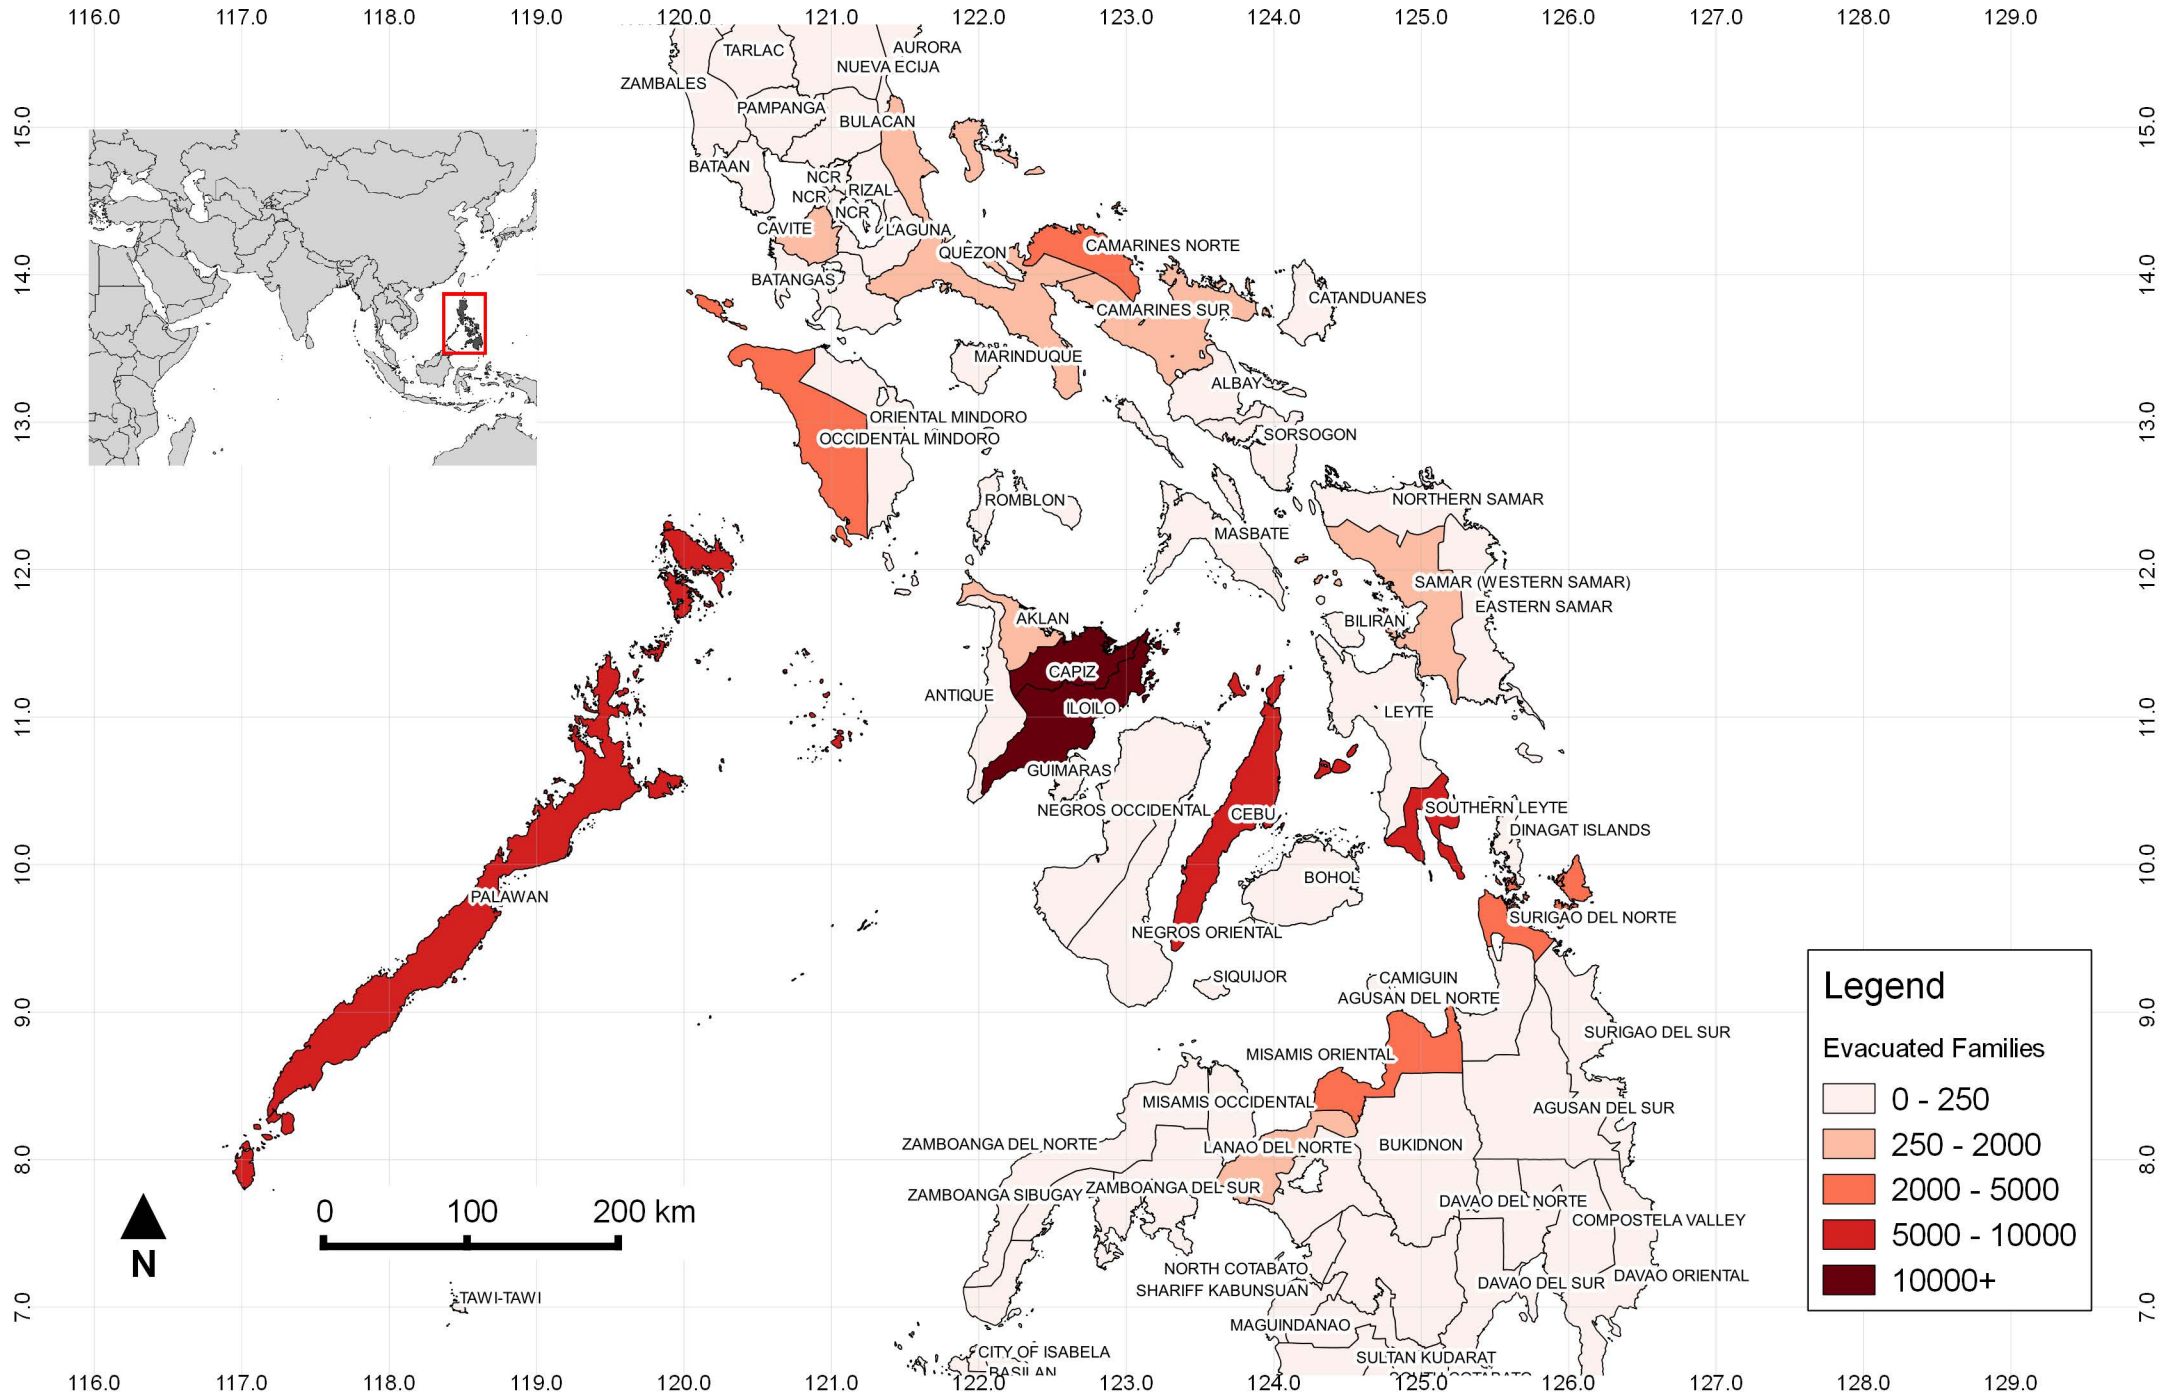 116.0 117.0 118.0 119.0 120.0 121.0 122.0 123.0 124.0 125.0 126.0 127.0 128.0 129.0
TARLAC
AURORA
NUEVA ECIJA
ZAMBALES
PAMPANGA
BULACAN
15.0 15.0
BATAAN
NCR
RIZAL
NCR
NCR
CAVITE
LAGUNA
QUEZON
CAMARINES NORTE
14.0 14.0
BATANGAS
CATANDUANES
CAMARINES SUR
MARINDUQUE
ALBAY
13.0 13.0
ORIENTAL MINDORO
OCCIDENTAL MINDORO
SORSOGON
ROMBLON
NORTHERN SAMAR
MASBATE
12.0 12.0
SAMAR (WESTERN SAMAR)
EASTERN SAMAR
AKLAN
BILIRAN
CAPIZ
ANTIQUE
ILOILO
LEYTE
11.0 11.0
GUIMARAS
NEGROS OCCIDENTAL
CEBU
SOUTHERN LEYTE
DINAGAT ISLANDS
10.0 10.0
BOHOL
PALAWAN
SURIGAO DEL NORTE
NEGROS ORIENTAL
SIQUIJOR
CAMIGUIN
AGUSAN DEL NORTE
9.0 9.0
SURIGAO DEL SUR
MISAMIS ORIENTAL
MISAMIS OCCIDENTAL
AGUSAN DEL SUR
ZAMBOANGA DEL NORTE
LANAO DEL NORTE
BUKIDNON
8.0 8.0
ZAMBOANGA SIBUGAY
ZAMBOANGA DEL SUR
DAVAO DEL NORTE
COMPOSTELA VALLEY
NORTH COTABATO
SHARIFF KABUNSUAN
DAVAO DEL SUR
DAVAO ORIENTAL
7.0 7.0
TAWI-TAWI
MAGUINDANAO
CITY OF ISABELA
BASILAN
SULTAN KUDARAT
0 100 200 km
N
Legend
Evacuated Families
0 - 250
250 - 2000
2000 - 5000
5000 - 10000
10000+
116.0 117.0 118.0 119.0 120.0 121.0 122.0 123.0 124.0 125.0 126.0 127.0 128.0 129.0